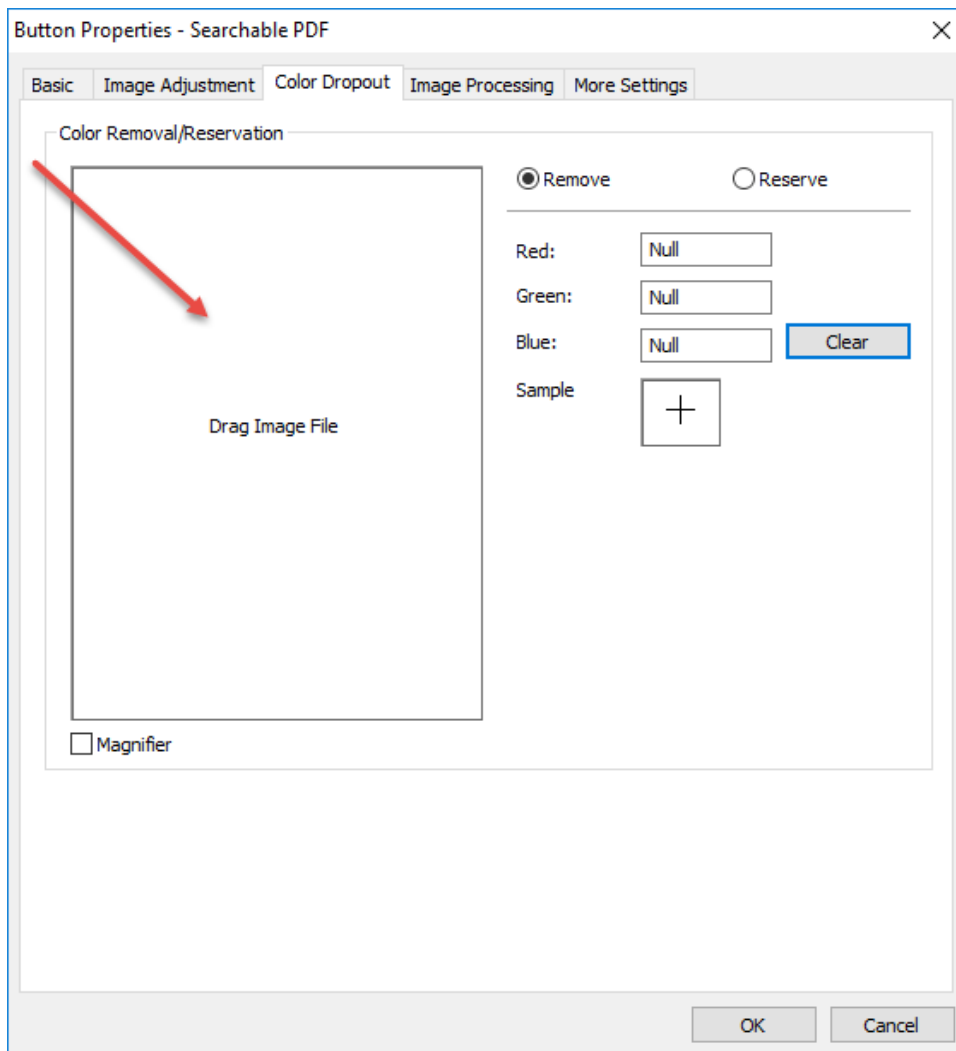 Button Properties - Searchable PDF
Basic Image Adjustment Color Dropout Image Processing More Settings
Color Removal/Reservation
Remove Reserve
Red: Null
Green: Null
Blue: Null Clear
Sample
Drag Image File
Magnifier
OK Cancel